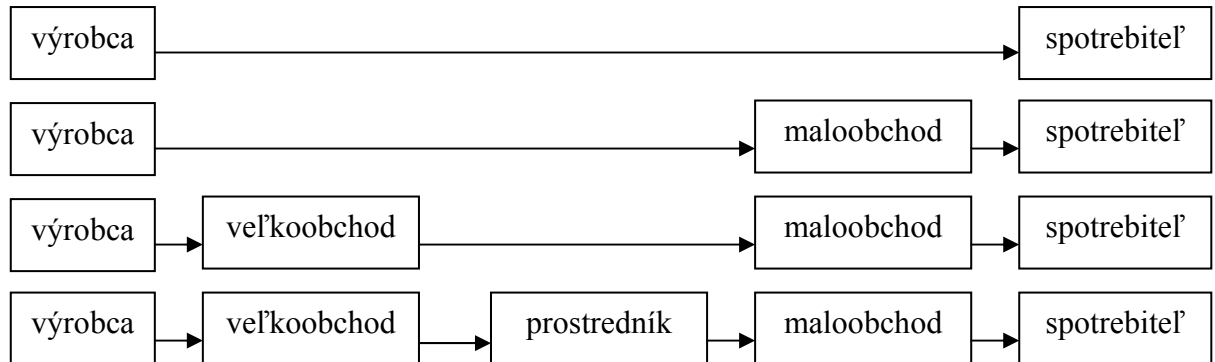 výrobca spotrebiteľ
výrobca maloobchod spotrebiteľ
výrobca veľkoobchod maloobchod spotrebiteľ
výrobca veľkoobchod prostredník maloobchod spotrebiteľ